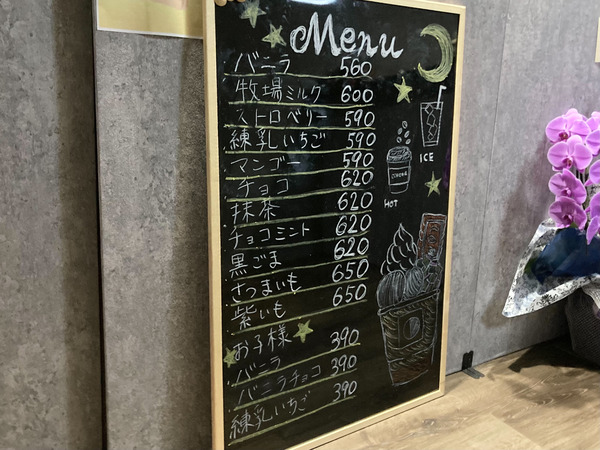 Menu
バニラ 560
牧場ミルク 600
ストロベリー 590
練乳いちご 590
マンゴー 590
チョコ 620
抹茶 620
チョコミント 620
黒ごま 620
さつまいも 650
紫いも 650
お子様
バニラ 390
バニラチョコ 390
練乳いちご 390
ICE
HOT